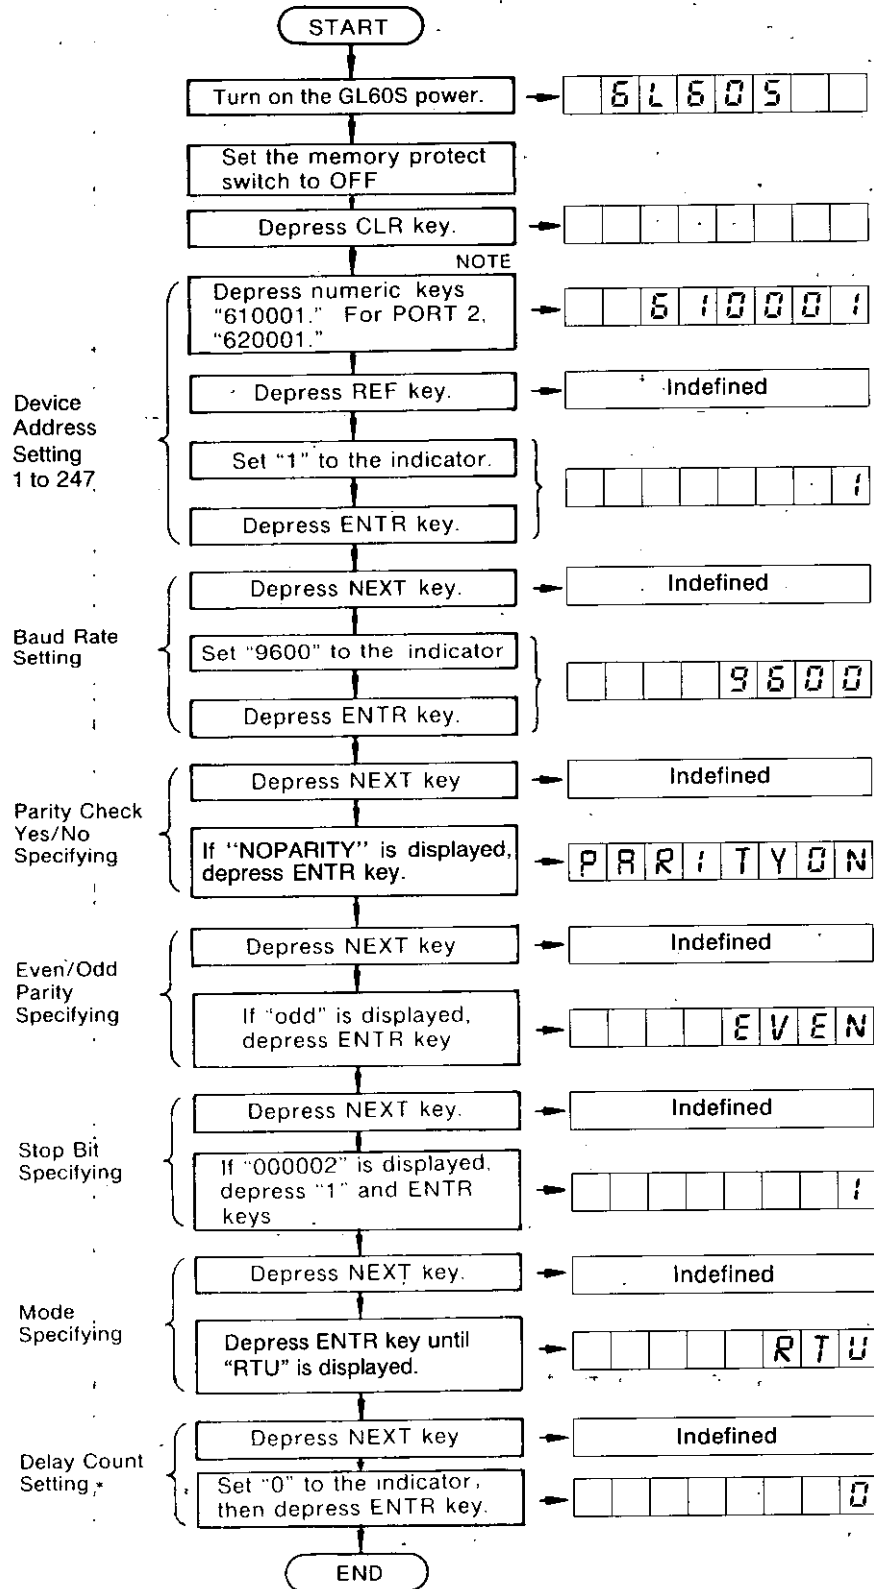 START
Turn on the GL60S power.
GL60S
Set the memory protect
switch to OFF
Depress CLR key.
NOTE
Depress numeric keys
"610001." For PORT 2,
"620001."
610001
Device
Address
Setting
1 to 247
Depress REF key.
Indefined
Set "1" to the indicator.
1
Depress ENTR key.
Baud Rate
Setting
Depress NEXT key.
Indefined
Set "9600" to the indicator
9600
Depress ENTR key.
Parity Check
Yes/No
Specifying
Depress NEXT key
Indefined
If "NOPARITY" is displayed,
depress ENTR key.
PARITYON
Even/Odd
Parity
Specifying
Depress NEXT key
Indefined
If "odd" is displayed,
depress ENTR key
EVEN
Stop Bit
Specifying
Depress NEXT key.
Indefined
If "000002" is displayed,
depress "1" and ENTR
keys
1
Mode
Specifying
Depress NEXT key.
Indefined
Depress ENTR key until
"RTU" is displayed.
RTU
Delay Count
Setting *
Depress NEXT key
Indefined
Set "0" to the indicator,
then depress ENTR key.
0
END